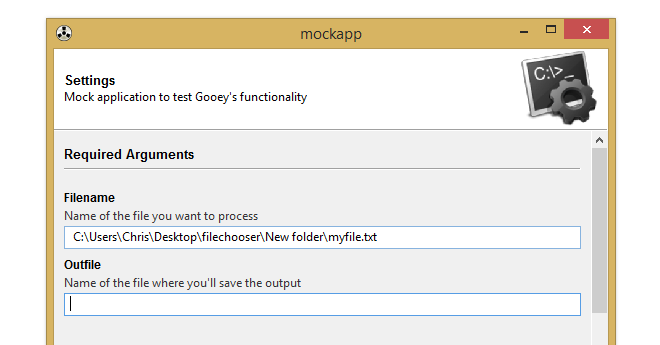 mockapp
Settings
Mock application to test Gooey's functionality
C:\>_
Required Arguments
Filename
Name of the file you want to process
C:\Users\Chris\Desktop\filechooser\New folder\myfile.txt
Outfile
Name of the file where you'll save the output